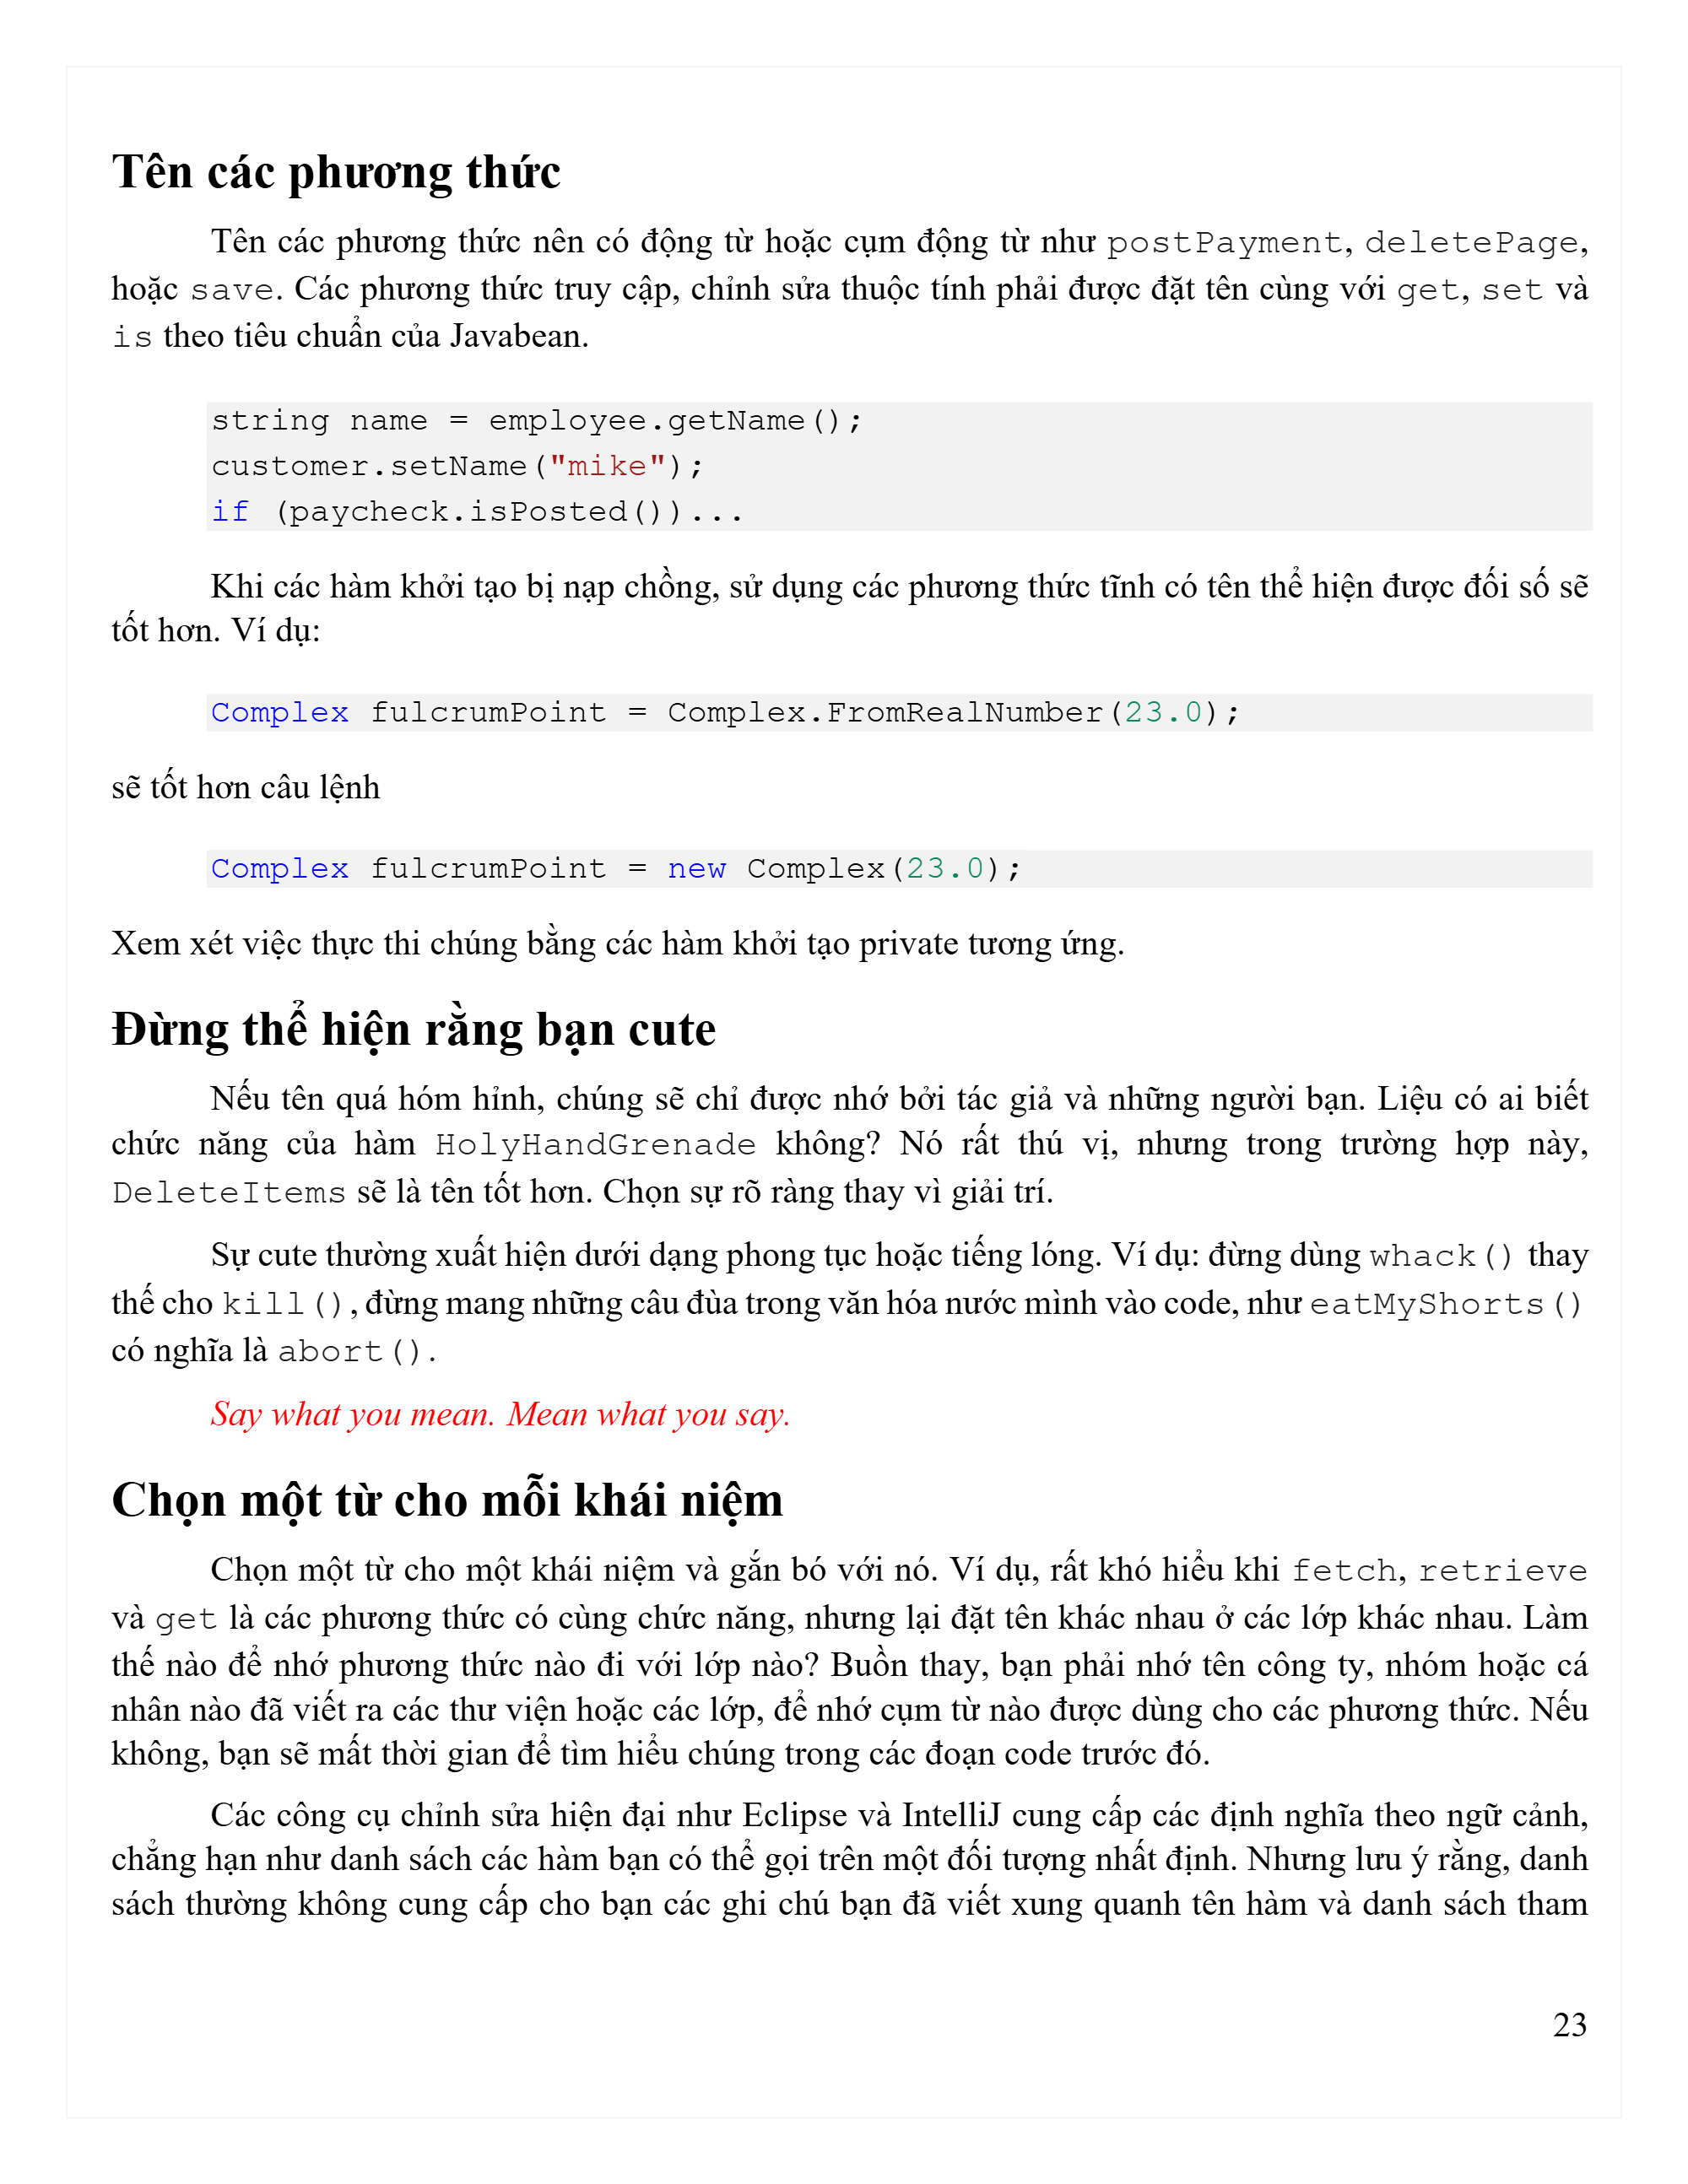 Tên các phương thức
Tên các phương thức nên có động từ hoặc cụm động từ như postPayment, deletePage,
hoặc save. Các phương thức truy cập, chỉnh sửa thuộc tính phải được đặt tên cùng với get, set và
is theo tiêu chuẩn của Javabean.
string name = employee.getName();
customer.setName("mike");
if (paycheck.isPosted())...
Khi các hàm khởi tạo bị nạp chồng, sử dụng các phương thức tĩnh có tên thể hiện được đối số sẽ
tốt hơn. Ví dụ:
Complex fulcrumPoint = Complex.FromRealNumber(23.0);
sẽ tốt hơn câu lệnh
Complex fulcrumPoint = new Complex(23.0);
Xem xét việc thực thi chúng bằng các hàm khởi tạo private tương ứng.
Đừng thể hiện rằng bạn cute
Nếu tên quá hóm hỉnh, chúng sẽ chỉ được nhớ bởi tác giả và những người bạn. Liệu có ai biết
chức năng của hàm HolyHandGrenade không? Nó rất thú vị, nhưng trong trường hợp này,
DeleteItems sẽ là tên tốt hơn. Chọn sự rõ ràng thay vì giải trí.
Sự cute thường xuất hiện dưới dạng phong tục hoặc tiếng lóng. Ví dụ: đừng dùng whack() thay
thế cho kill(), đừng mang những câu đùa trong văn hóa nước mình vào code, như eatMyShorts()
có nghĩa là abort().
Say what you mean. Mean what you say.
Chọn một từ cho mỗi khái niệm
Chọn một từ cho một khái niệm và gắn bó với nó. Ví dụ, rất khó hiểu khi fetch, retrieve
và get là các phương thức có cùng chức năng, nhưng lại đặt tên khác nhau ở các lớp khác nhau. Làm
thế nào để nhớ phương thức nào đi với lớp nào? Buồn thay, bạn phải nhớ tên công ty, nhóm hoặc cá
nhân nào đã viết ra các thư viện hoặc các lớp, để nhớ cụm từ nào được dùng cho các phương thức. Nếu
không, bạn sẽ mất thời gian để tìm hiểu chúng trong các đoạn code trước đó.
Các công cụ chỉnh sửa hiện đại như Eclipse và IntelliJ cung cấp các định nghĩa theo ngữ cảnh,
chẳng hạn như danh sách các hàm bạn có thể gọi trên một đối tượng nhất định. Nhưng lưu ý rằng, danh
sách thường không cung cấp cho bạn các ghi chú bạn đã viết xung quanh tên hàm và danh sách tham
23